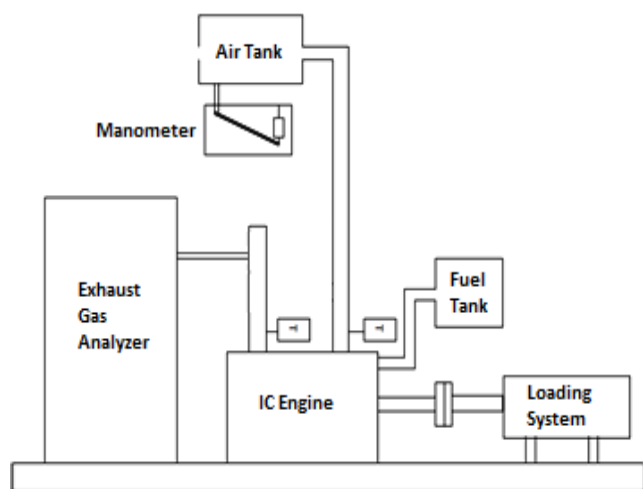 Air Tank
Manometer
Exhaust
Gas
Analyzer
Fuel
Tank
T
T
IC Engine
Loading
System